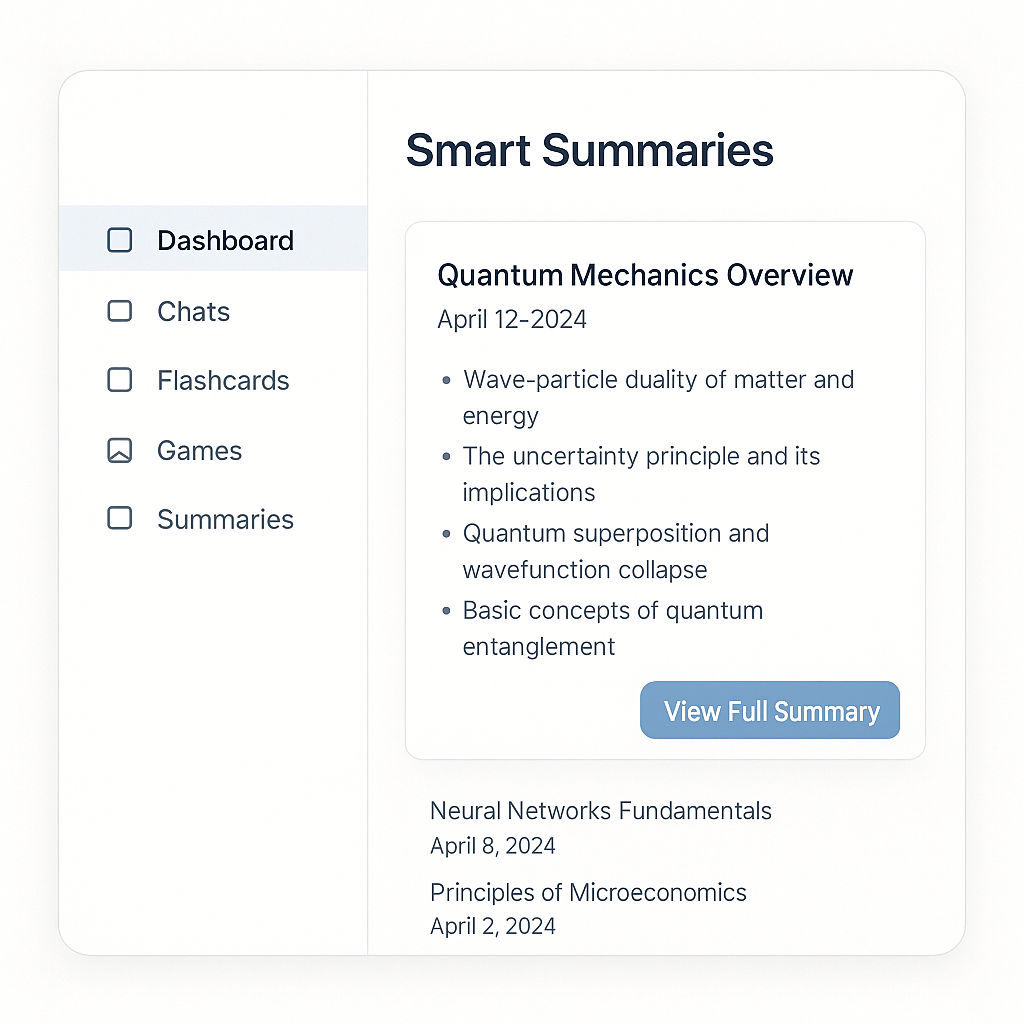 Smart Summaries
Dashboard
Chats
Flashcards
Games
Summaries
Quantum Mechanics Overview
April 12-2024
• Wave-particle duality of matter and
energy
• The uncertainty principle and its
implications
• Quantum superposition and
wavefunction collapse
• Basic concepts of quantum
entanglement
View Full Summary
Neural Networks Fundamentals
April 8, 2024
Principles of Microeconomics
April 2, 2024